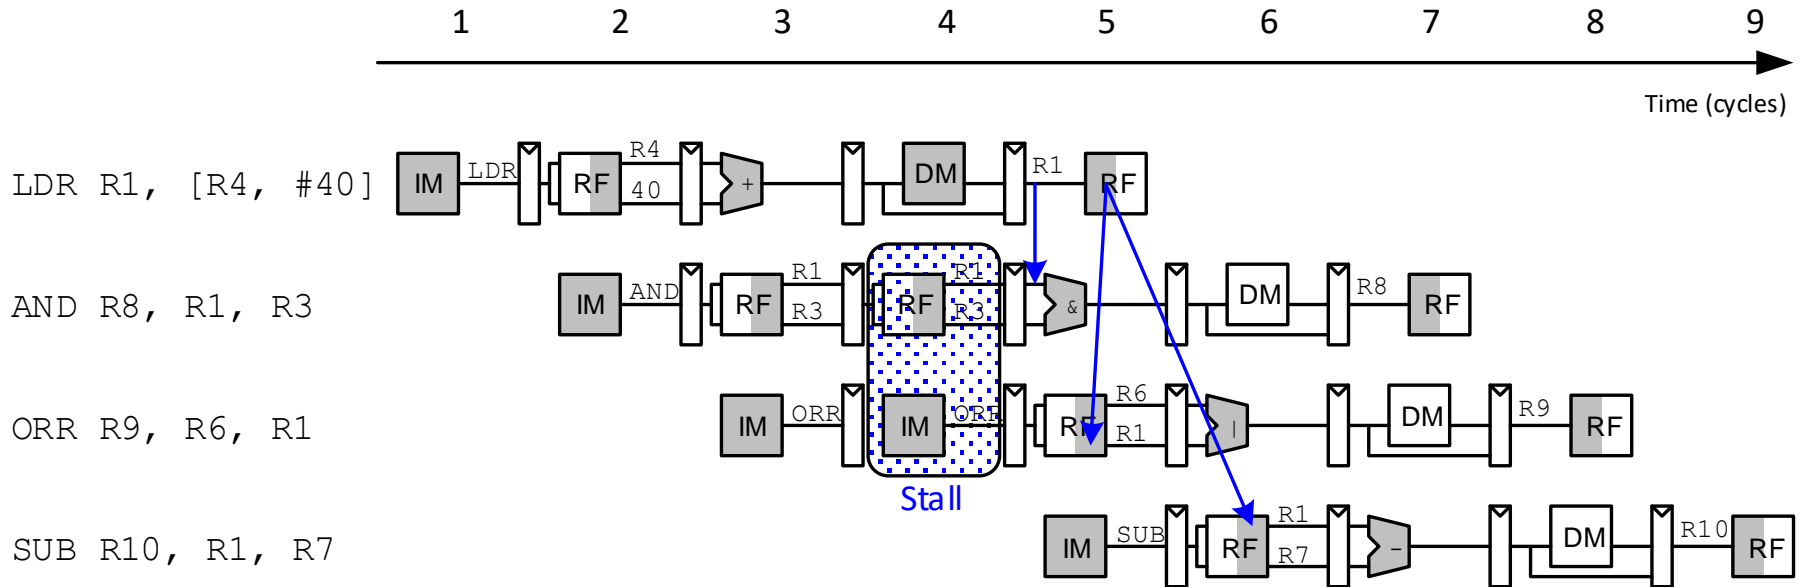 1 2 3 4 5 6 7 8 9
Time (cycles)
LDR R1, [R4, #40] IM LDR RF R4 40 + DM R1 RF
AND R8, R1, R3 IM AND RF R1 R3 RF R1 R3 & DM R8 RF
ORR R9, R6, R1 IM ORR IM ORR RF R6 R1 | DM R9 RF
Stall
SUB R10, R1, R7 IM SUB RF R1 R7 - DM R10 RF